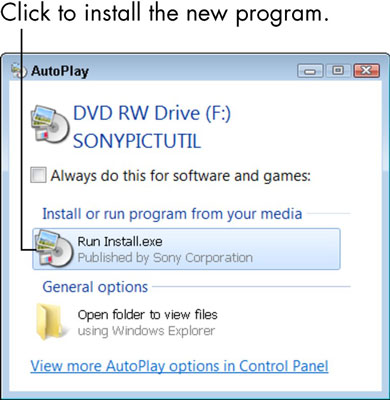 Click to install the new program.
AutoPlay
DVD RW Drive (F:)
SONYPICTUTIL
Always do this for software and games:
Install or run program from your media
Run Install.exe
Published by Sony Corporation
General options
Open folder to view files
using Windows Explorer
View more AutoPlay options in Control Panel